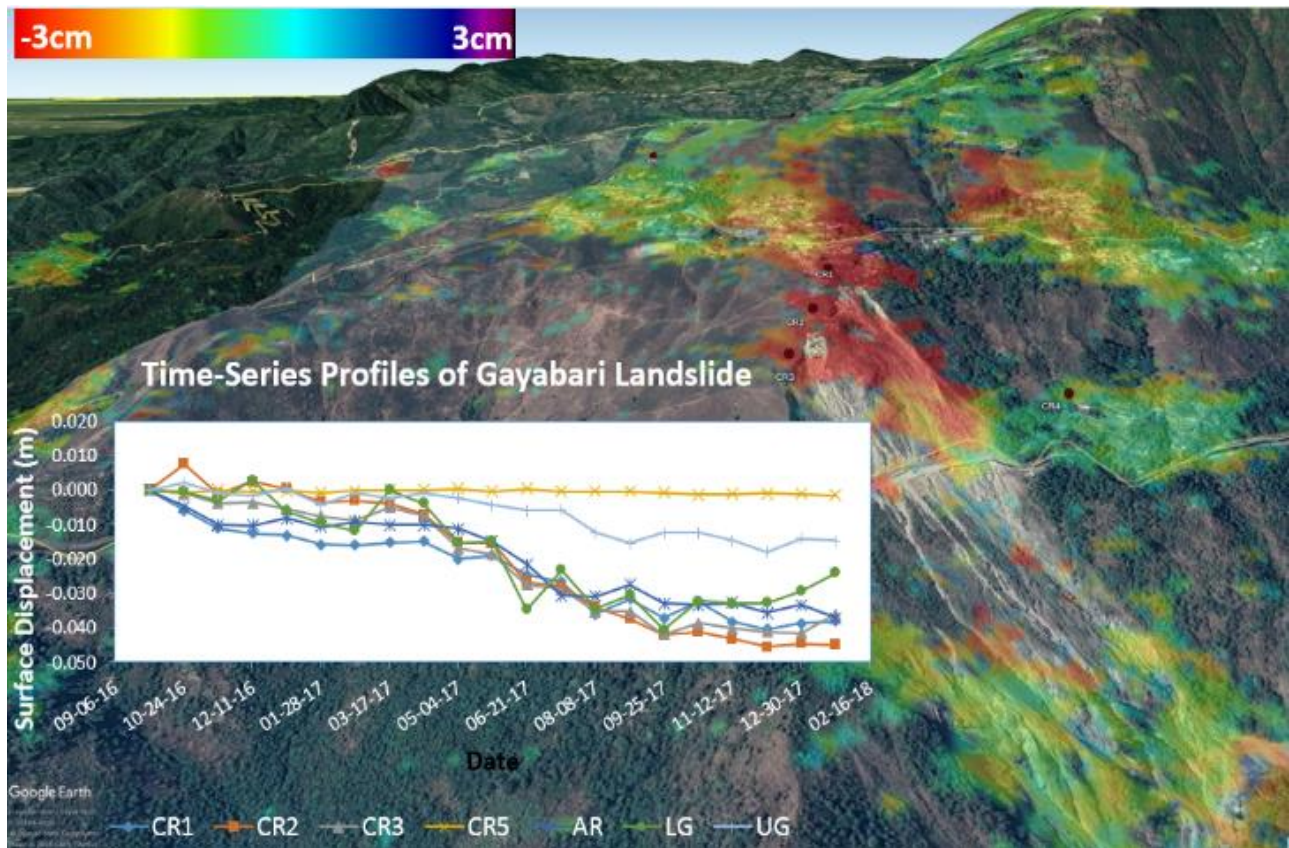 -3cm
3cm
CR1
CR2
CR3
CR4
Time-Series Profiles of Gayabari Landslide
Surface Displacement (m)
0.020
0.010
0.000
-0.010
-0.020
-0.030
-0.040
-0.050
09-06-16
10-24-16
12-11-16
01-28-17
03-17-17
05-04-17
06-21-17
08-08-17
09-25-17
11-12-17
12-30-17
02-16-18
Date
Google Earth
CR1 CR2 CR3 CR5 AR LG UG